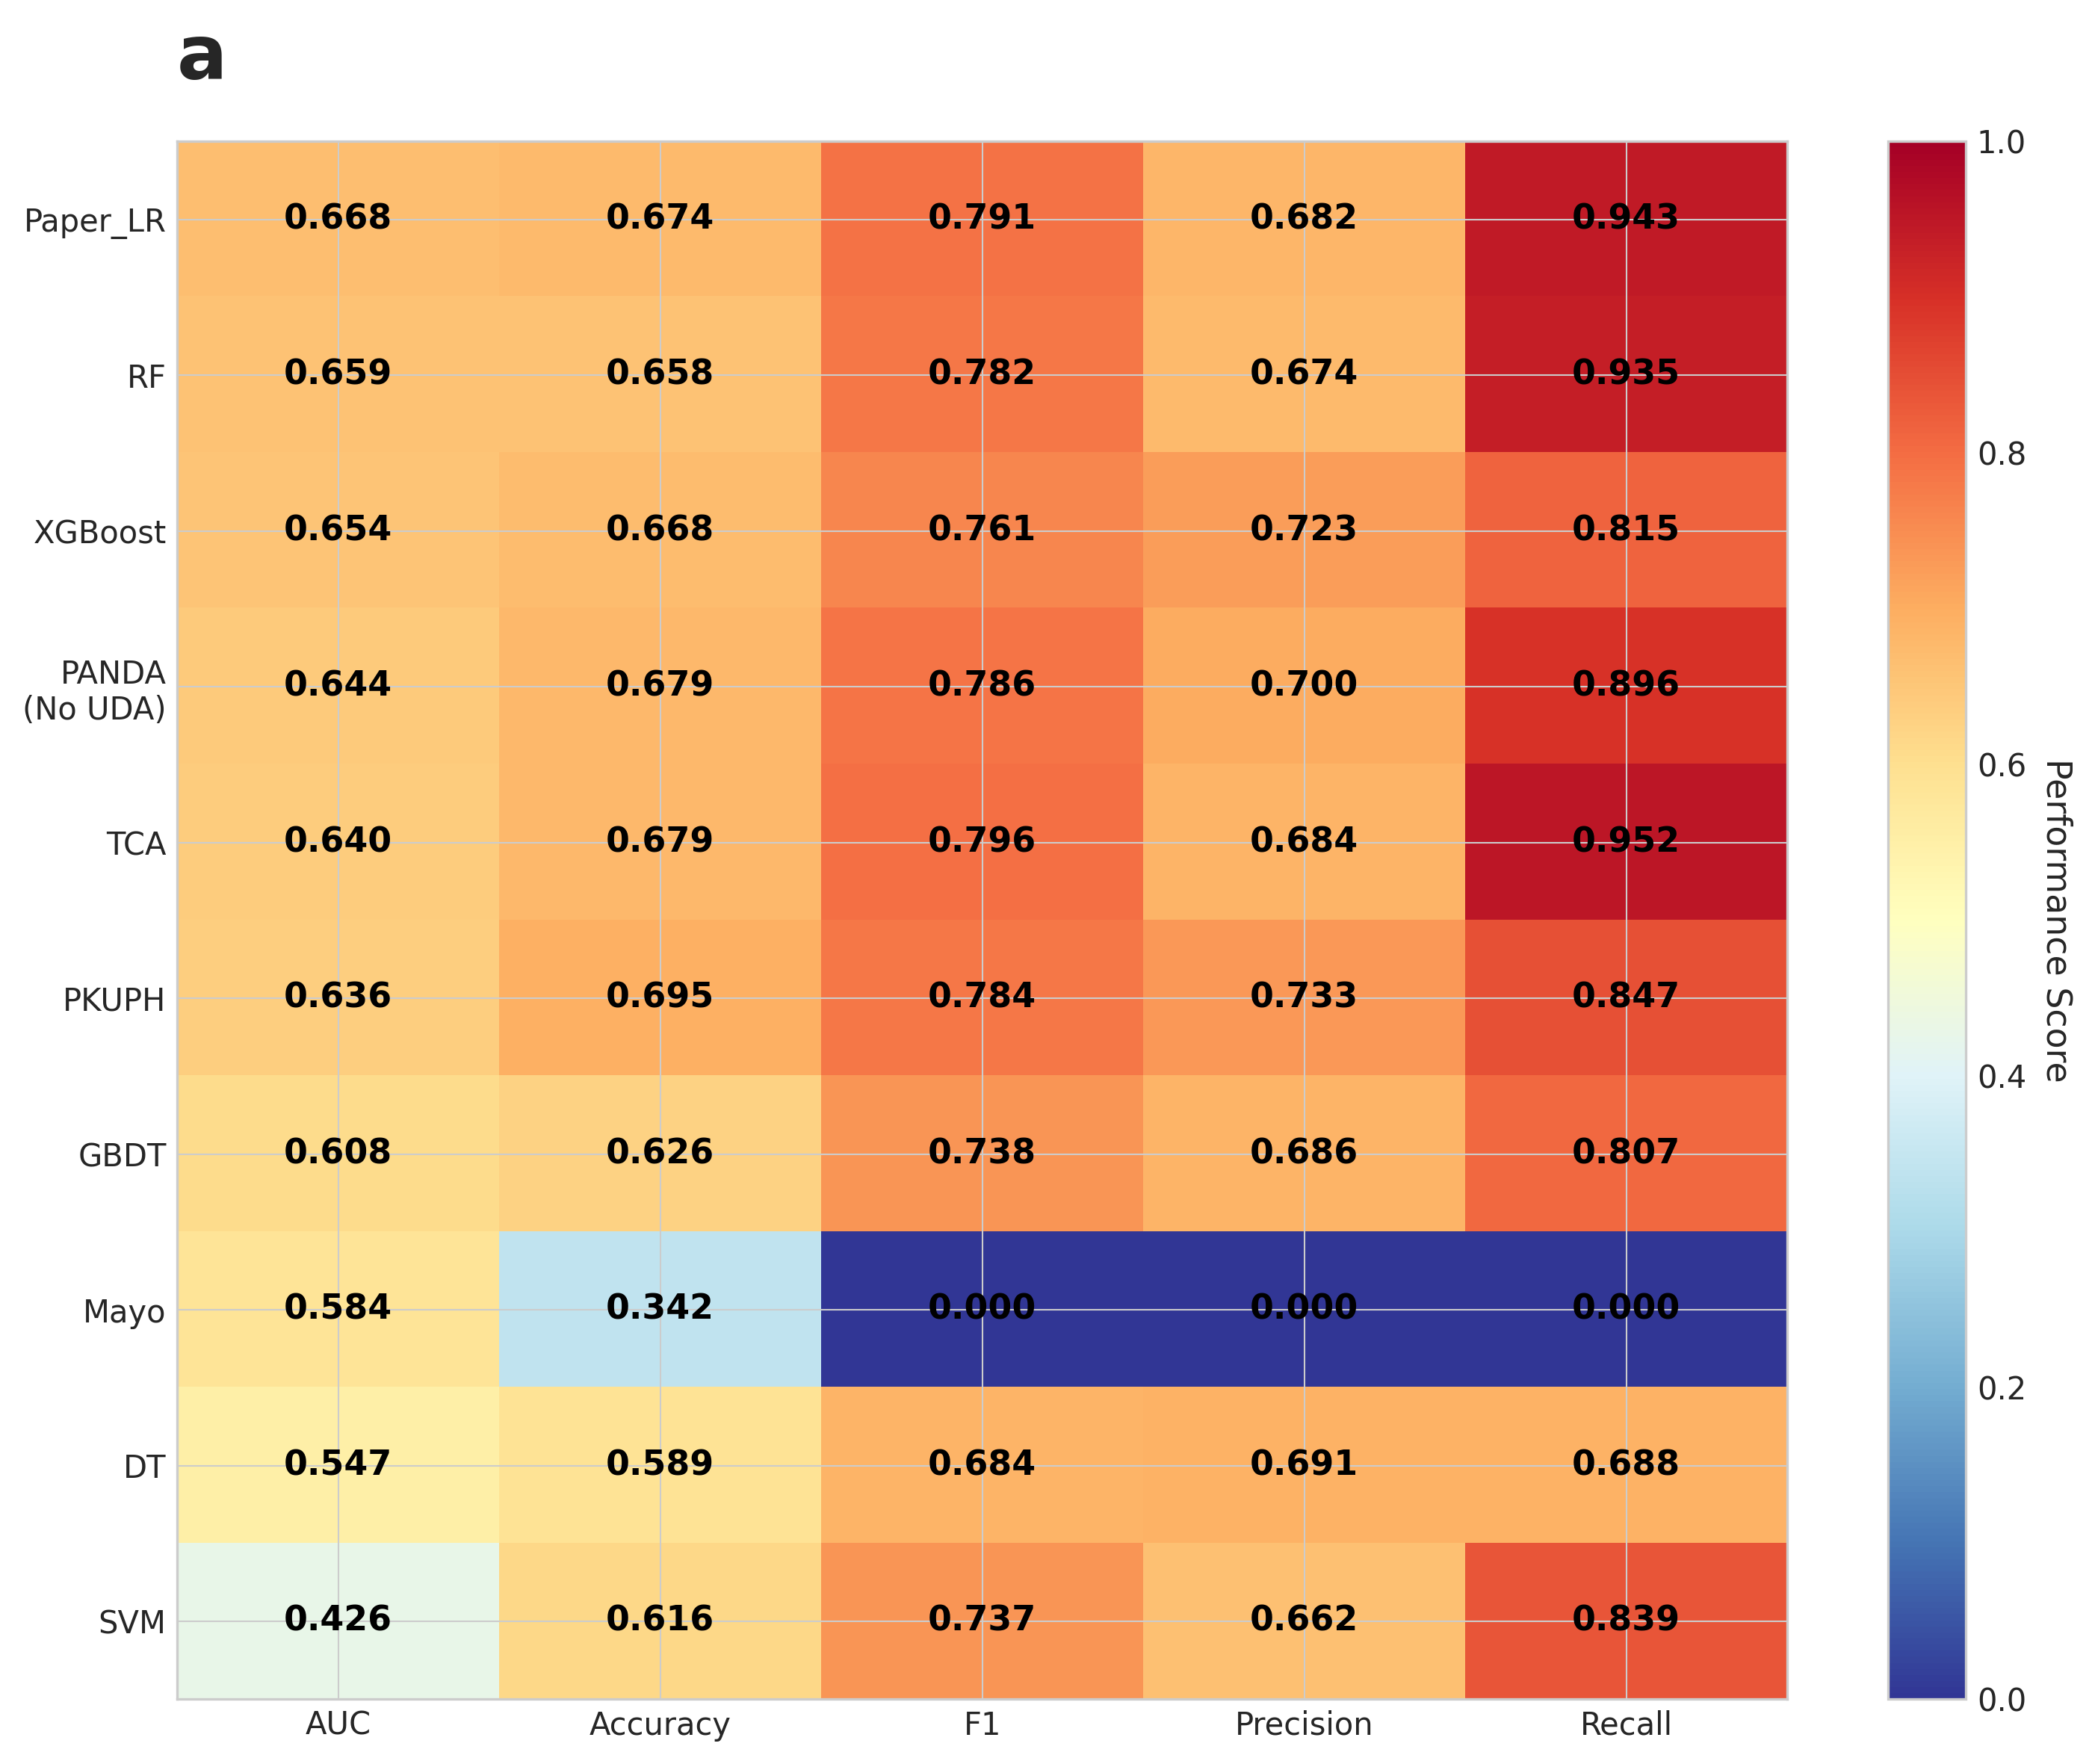 a
Paper_LR 0.668 0.674 0.791 0.682 0.943
RF 0.659 0.658 0.782 0.674 0.935
XGBoost 0.654 0.668 0.761 0.723 0.815
PANDA
(No UDA) 0.644 0.679 0.786 0.700 0.896
TCA 0.640 0.679 0.796 0.684 0.952
PKUPH 0.636 0.695 0.784 0.733 0.847
GBDT 0.608 0.626 0.738 0.686 0.807
Mayo 0.584 0.342 0.000 0.000 0.000
DT 0.547 0.589 0.684 0.691 0.688
SVM 0.426 0.616 0.737 0.662 0.839
AUC Accuracy F1 Precision Recall
1.0
0.8
0.6
0.4
0.2
0.0
Performance Score